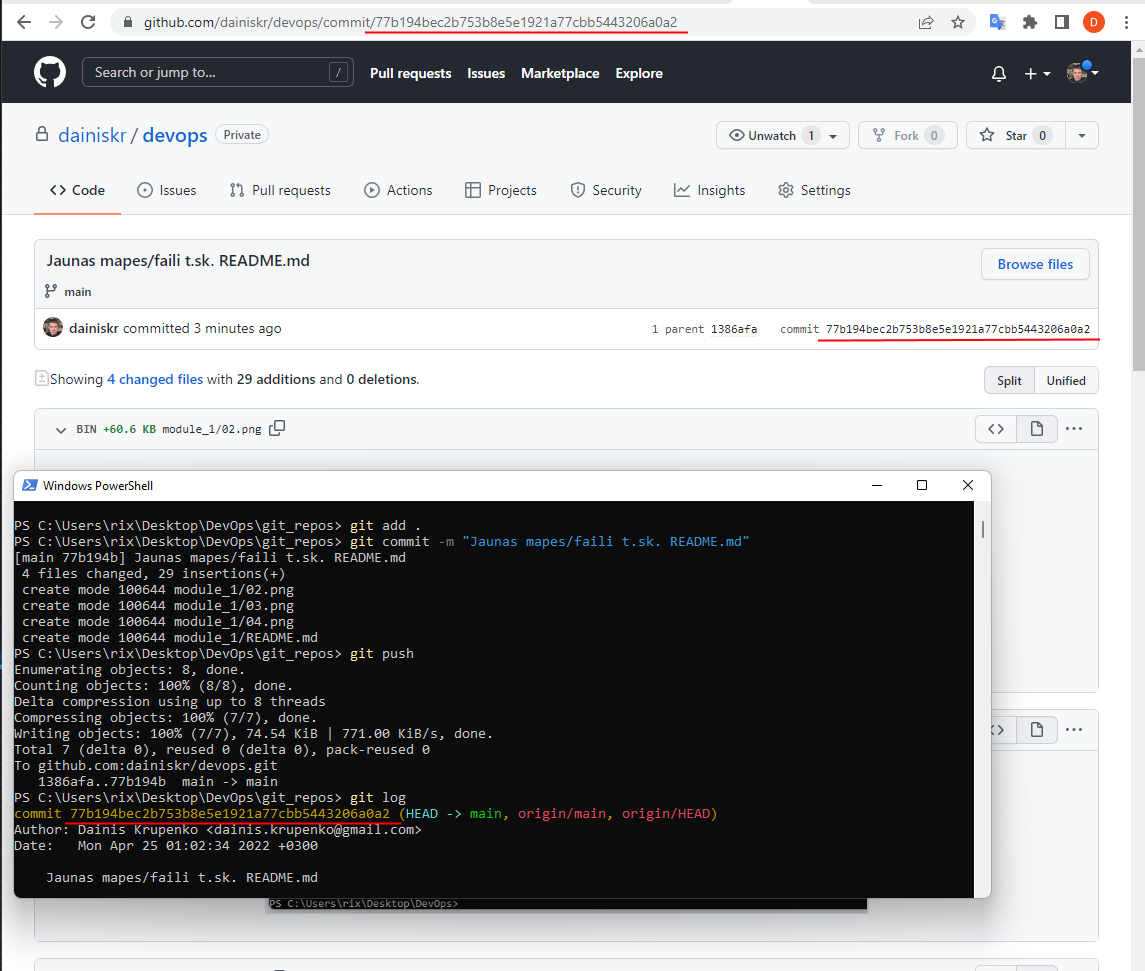 github.com/dainiskr/devops/commit/77b194bec2b753b8e5e1921a77cbb5443206a0a2
D
Search or jump to... / Pull requests Issues Marketplace Explore
dainiskr / devops Private Unwatch 1 Fork 0 Star 0
Code Issues Pull requests Actions Projects Security Insights Settings
Jaunas mapes/faili t.sk. README.md
Browse files
main
dainiskr committed 3 minutes ago 1 parent 1386afa commit 77b194bec2b753b8e5e1921a77cbb5443206a0a2
Showing 4 changed files with 29 additions and 0 deletions. Split Unified
BIN +60.6 KB module_1/02.png
Windows PowerShell
PS C:\Users\rix\Desktop\DevOps\git_repos> git add .
PS C:\Users\rix\Desktop\DevOps\git_repos> git commit -m "Jaunas mapes/faili t.sk. README.md"
[main 77b194b] Jaunas mapes/faili t.sk. README.md
4 files changed, 29 insertions(+)
create mode 100644 module_1/02.png
create mode 100644 module_1/03.png
create mode 100644 module_1/04.png
create mode 100644 module_1/README.md
PS C:\Users\rix\Desktop\DevOps\git_repos> git push
Enumerating objects: 8, done.
Counting objects: 100% (8/8), done.
Delta compression using up to 8 threads
Compressing objects: 100% (7/7), done.
Writing objects: 100% (7/7), 74.54 KiB | 771.00 KiB/s, done.
Total 7 (delta 0), reused 0 (delta 0), pack-reused 0
To github.com:dainiskr/devops.git
1386afa..77b194b main -> main
PS C:\Users\rix\Desktop\DevOps\git_repos> git log
commit 77b194bec2b753b8e5e1921a77cbb5443206a0a2 (HEAD -> main, origin/main, origin/HEAD)
Author: Dainis Krupenko <dainis.krupenko@gmail.com>
Date: Mon Apr 25 01:02:34 2022 +0300
Jaunas mapes/faili t.sk. README.md
PS C:\Users\rix\Desktop\DevOps>